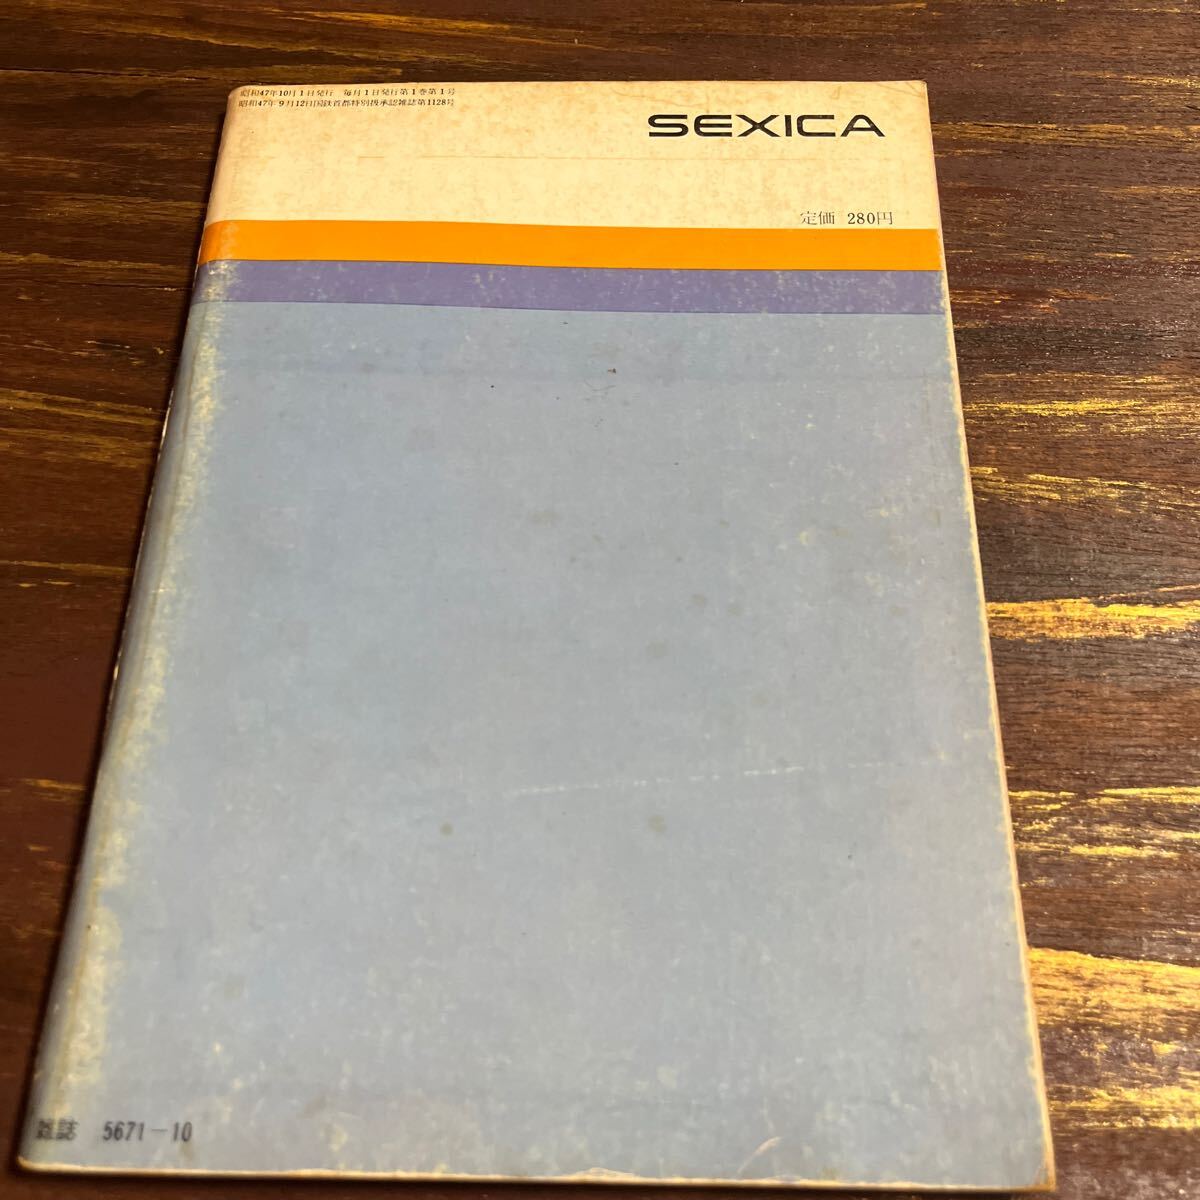 昭和47年10月1日発行　毎月1日発行第1巻第1号
昭和47年9月12日国鉄首都特別扱承認雑誌第1128号
SEXICA
定価 280円
雑誌 5671-10